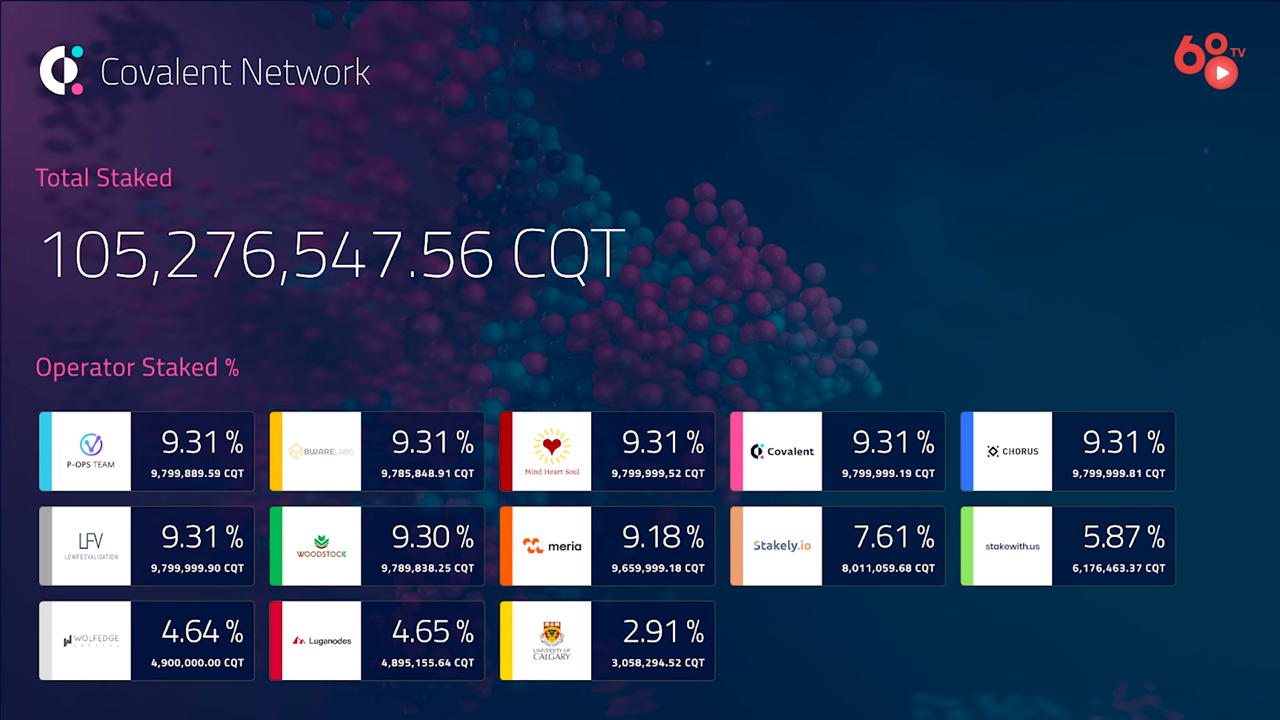 Covalent Network
68 TV
Total Staked
105,276,547.56 CQT
Operator Staked %
P-OPS TEAM
9.31 %
9,799,889.59 CQT
BWARELABS
9.31 %
9,785,848.91 CQT
Mind Heart Soul
9.31 %
9,799,999,52 CQT
Covalent
9.31 %
9,799,999.19 CQT
CHORUS
9.31 %
9,799,999.81 CQT
LFV
LOWFEEVALIDATION
9.31 %
9,799,999.90 CQT
WOODSTOCK
9.30 %
9,789,838.25 CQT
meria
9.18 %
9,659,999.18 CQT
Stakely.io
7.61 %
8,011,059.68 CQT
stakewith.us
5.87 %
6,176,463.37 CQT
WOLFEDGE
CAPITAL
4.64 %
4,900,000.00 CQT
Luganodes
4.65 %
4,895,155.64 CQT
UNIVERSITY OF
CALGARY
2.91 %
3,058,294.52 CQT